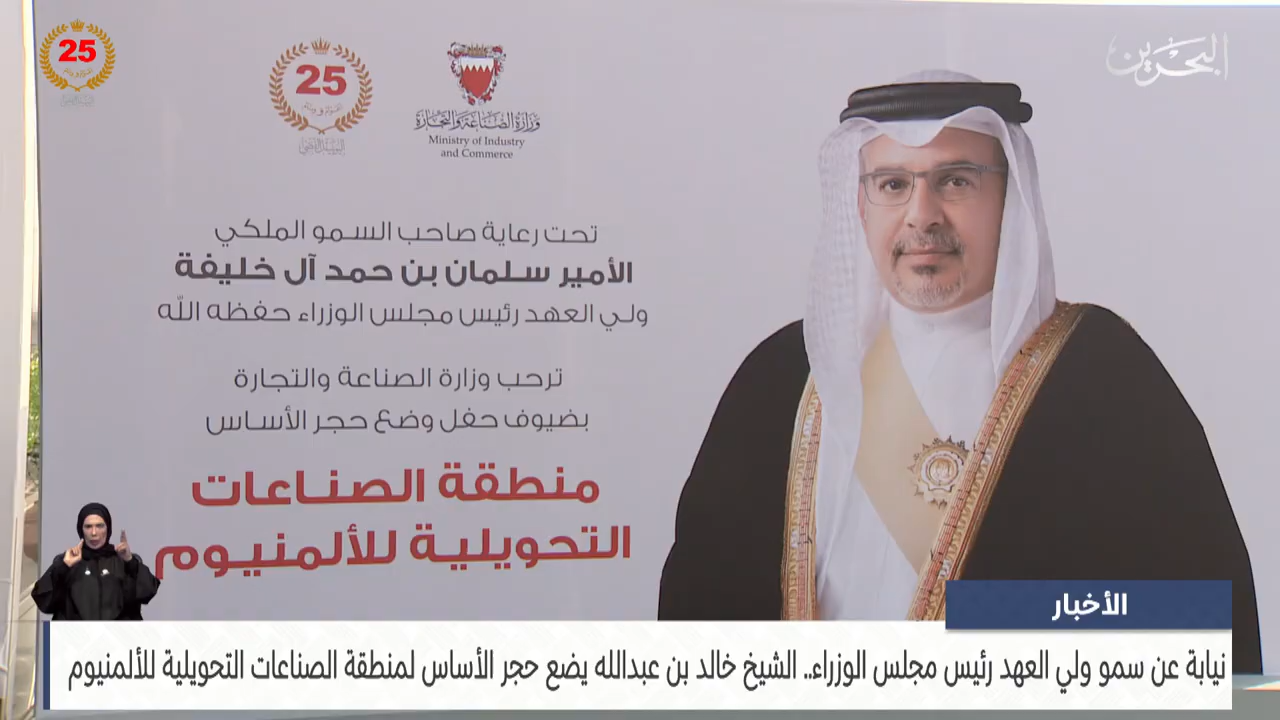 25
البحرين
25
وزارة الصناعة والتجارة
Ministry of Industry
and Commerce
تحت رعاية صاحب السمو الملكي
الأمير سلمان بن حمد آل خليفة
ولي العهد رئيس مجلس الوزراء حفظه الله
ترحب وزارة الصناعة والتجارة
بضيوف حفل وضع حجر الأساس
منطقة الصناعات
التحويلية للألمنيوم
الأخبار
نيابة عن سمو ولي العهد رئيس مجلس الوزراء.. الشيخ خالد بن عبدالله يضع حجر الأساس لمنطقة الصناعات التحويلية للألمنيوم